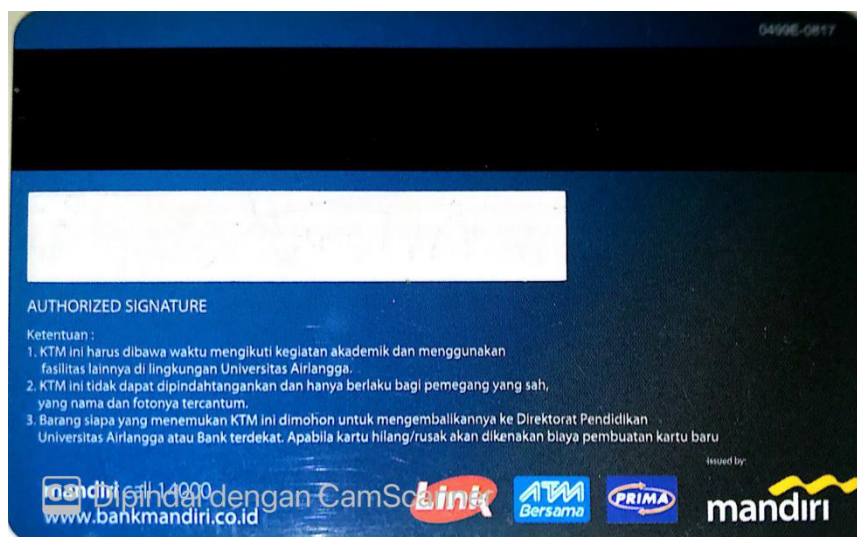 0499E-0817
AUTHORIZED SIGNATURE
Ketentuan :
1. KTM ini harus dibawa waktu mengikuti kegiatan akademik dan menggunakan
fasilitas lainnya di lingkungan Universitas Airlangga.
2. KTM ini tidak dapat dipindahtangankan dan hanya berlaku bagi pemegang yang sah,
yang nama dan fotonya tercantum.
3. Barang siapa yang menemukan KTM ini dimohon untuk mengembalikannya ke Direktorat Pendidikan
Universitas Airlangga atau Bank terdekat. Apabila kartu hilang/rusak akan dikenakan biaya pembuatan kartu baru
Issued by:
mandiri call 14000
Dipindai dengan CamScanner
www.bankmandiri.co.id
Link
ATM
Bersama
PRIMA
mandiri